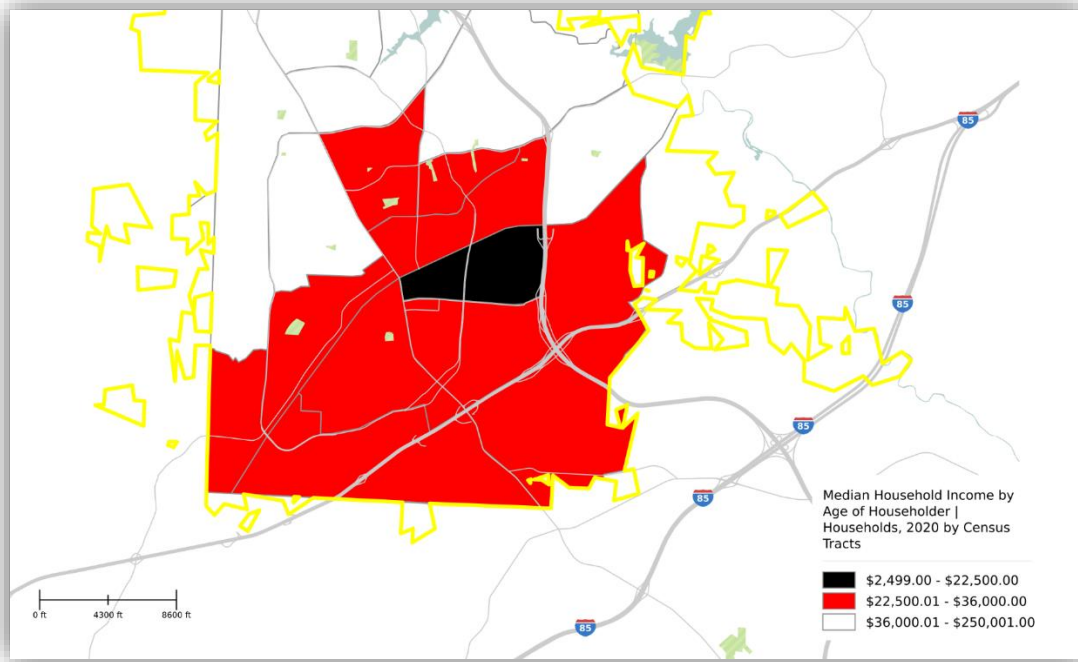 85
85
85
85
85
Median Household Income by
Age of Householder |
Households, 2020 by Census
Tracts
$2,499.00 - $22,500.00
$22,500.01 - $36,000.00
$36,000.01 - $250,001.00
0 ft 4300 ft 8600 ft